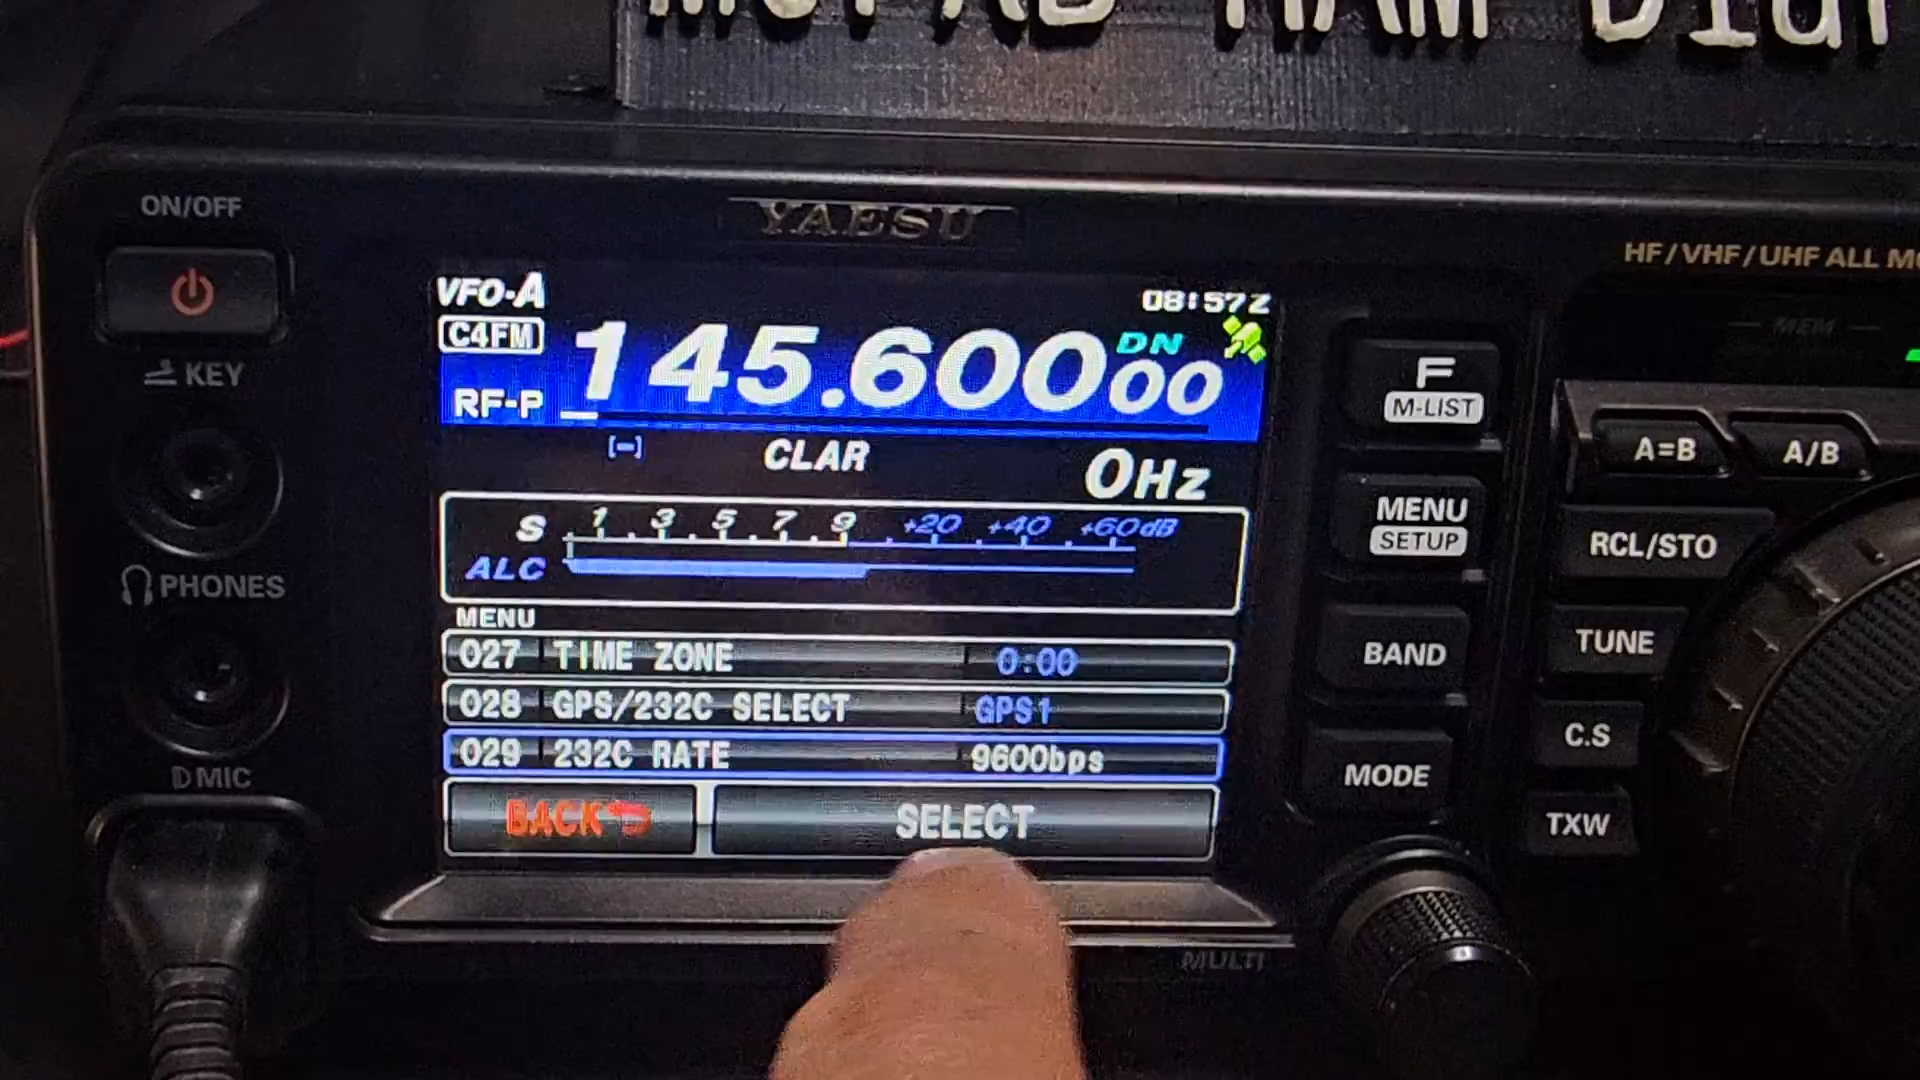 HAM
ON/OFF
YAESU
HF/VHF/UHF ALL
VFO-A
08:57Z
C4FM
145.600.00
DN
RF-P
[-]
CLAR
0Hz
KEY
F
M-LIST
A=B
A/B
S 1 3 5 7 9 +20 +40 +60dB
ALC
MENU
SETUP
RCL/STO
PHONES
MENU
027 TIME ZONE 0:00
028 GPS/232C SELECT GPS1
029 232C RATE 9600bps
BACK
SELECT
BAND
TUNE
MODE
C.S
TXW
MIC
MULTI